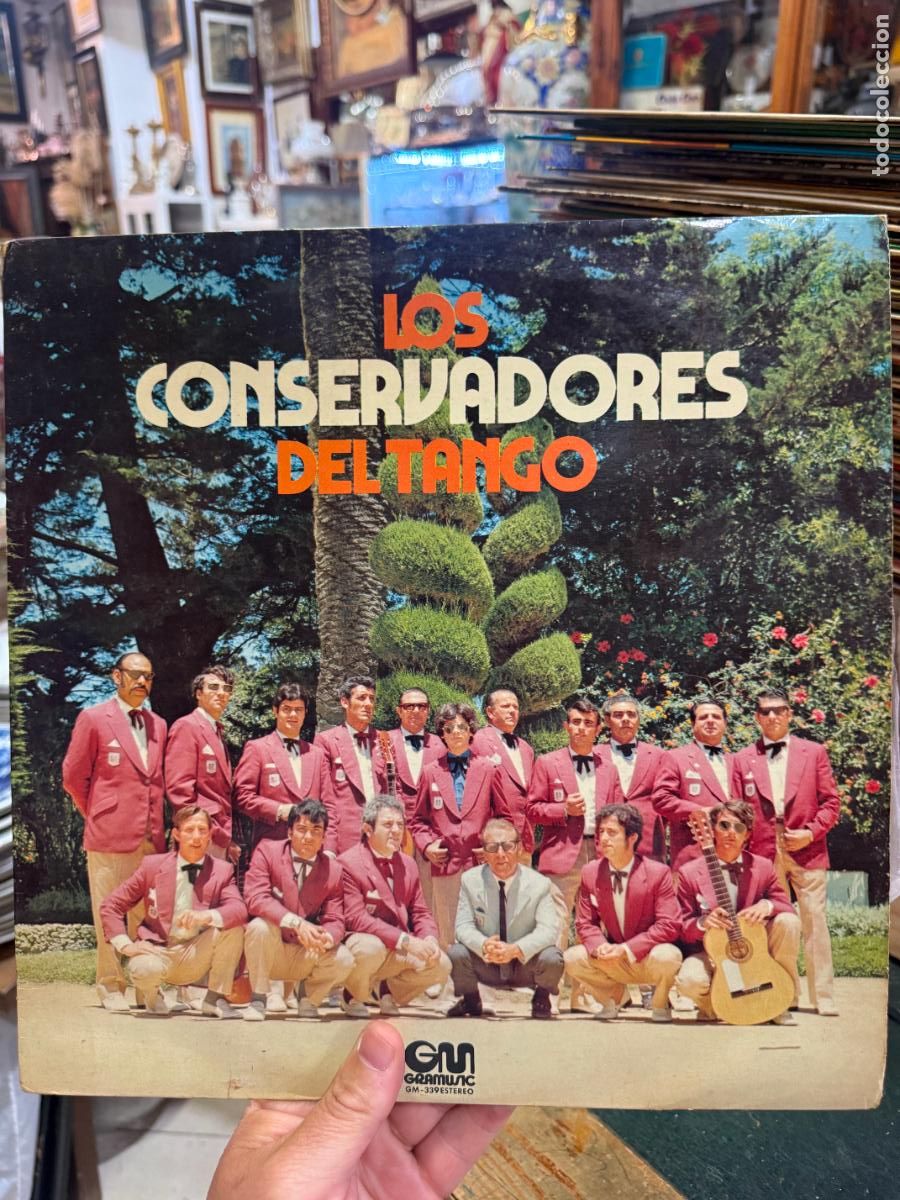 LOS
CONSERVADORES
DEL TANGO
GM
GRAMUSIC
GM-339 ESTEREO
todocoleccion